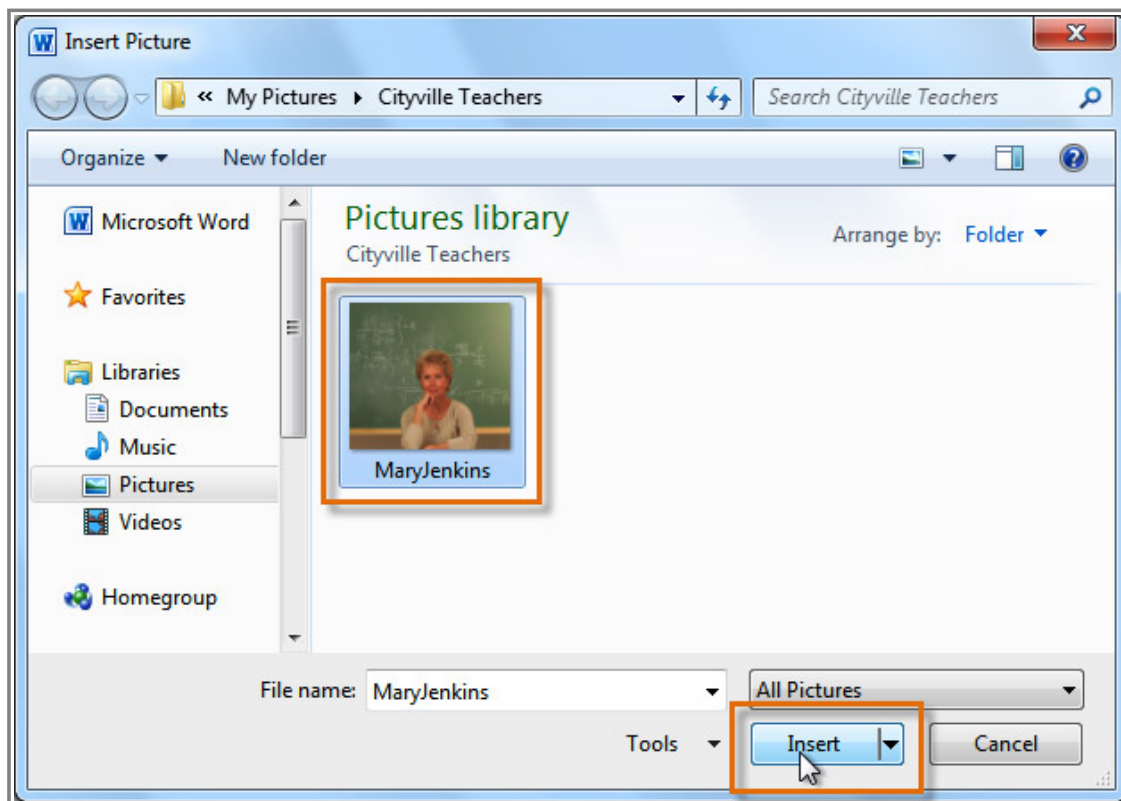 Insert Picture
« My Pictures ▸ Cityville Teachers
Search Cityville Teachers
Organize ▼ New folder
Microsoft Word
Favorites
Libraries
Documents
Music
Pictures
Videos
Homegroup
Pictures library
Cityville Teachers
Arrange by: Folder ▼
MaryJenkins
File name: MaryJenkins
All Pictures
Tools ▼ Insert Cancel